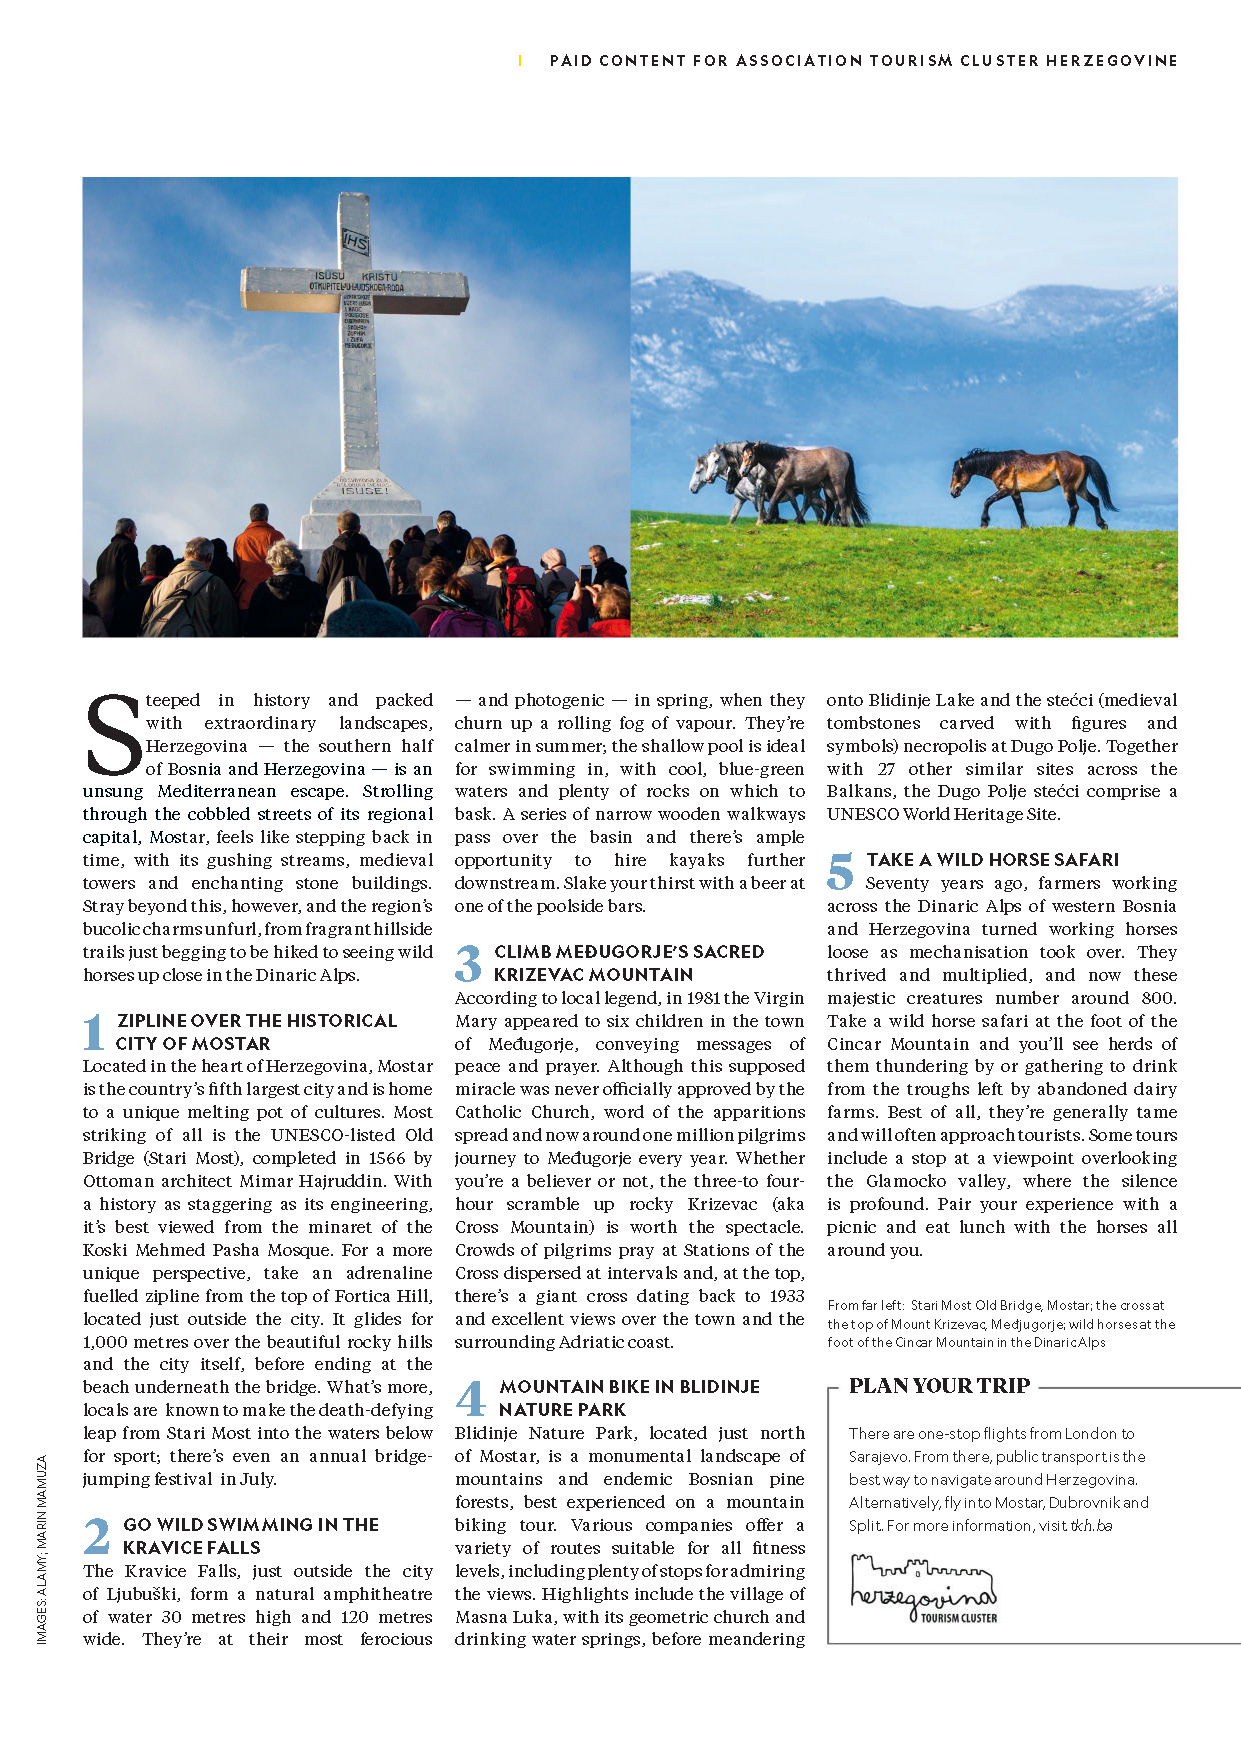 PAID CONTENT FOR ASSOCIATION TOURISM CLUSTER HERZEGOVINE
IHS
ISUSU KRISTU
OTKUPITELJU LJUDSKOGA RODA
ISUSE!
Steeped in history and packed
with extraordinary landscapes,
Herzegovina — the southern half
of Bosnia and Herzegovina — is an
unsung Mediterranean escape. Strolling
through the cobbled streets of its regional
capital, Mostar, feels like stepping back in
time, with its gushing streams, medieval
towers and enchanting stone buildings.
Stray beyond this, however, and the region’s
bucolic charms unfurl, from fragrant hillside
trails just begging to be hiked to seeing wild
horses up close in the Dinaric Alps.
1 ZIPLINE OVER THE HISTORICAL
CITY OF MOSTAR
Located in the heart of Herzegovina, Mostar
is the country’s fifth largest city and is home
to a unique melting pot of cultures. Most
striking of all is the UNESCO-listed Old
Bridge (Stari Most), completed in 1566 by
Ottoman architect Mimar Hajruddin. With
a history as staggering as its engineering,
it’s best viewed from the minaret of the
Koski Mehmed Pasha Mosque. For a more
unique perspective, take an adrenaline
fuelled zipline from the top of Fortica Hill,
located just outside the city. It glides for
1,000 metres over the beautiful rocky hills
and the city itself, before ending at the
beach underneath the bridge. What’s more,
locals are known to make the death-defying
leap from Stari Most into the waters below
for sport; there’s even an annual bridge-
jumping festival in July.
2 GO WILD SWIMMING IN THE
KRAVICE FALLS
The Kravice Falls, just outside the city
of Ljubuški, form a natural amphitheatre
of water 30 metres high and 120 metres
wide. They’re at their most ferocious
— and photogenic — in spring, when they
churn up a rolling fog of vapour. They’re
calmer in summer; the shallow pool is ideal
for swimming in, with cool, blue-green
waters and plenty of rocks on which to
bask. A series of narrow wooden walkways
pass over the basin and there’s ample
opportunity to hire kayaks further
downstream. Slake your thirst with a beer at
one of the poolside bars.
3 CLIMB MEĐUGORJE’S SACRED
KRIZEVAC MOUNTAIN
According to local legend, in 1981 the Virgin
Mary appeared to six children in the town
of Međugorje, conveying messages of
peace and prayer. Although this supposed
miracle was never officially approved by the
Catholic Church, word of the apparitions
spread and now around one million pilgrims
journey to Međugorje every year. Whether
you’re a believer or not, the three-to four-
hour scramble up rocky Krizevac (aka
Cross Mountain) is worth the spectacle.
Crowds of pilgrims pray at Stations of the
Cross dispersed at intervals and, at the top,
there’s a giant cross dating back to 1933
and excellent views over the town and the
surrounding Adriatic coast.
4 MOUNTAIN BIKE IN BLIDINJE
NATURE PARK
Blidinje Nature Park, located just north
of Mostar, is a monumental landscape of
mountains and endemic Bosnian pine
forests, best experienced on a mountain
biking tour. Various companies offer a
variety of routes suitable for all fitness
levels, including plenty of stops for admiring
the views. Highlights include the village of
Masna Luka, with its geometric church and
drinking water springs, before meandering
onto Blidinje Lake and the stećci (medieval
tombstones carved with figures and
symbols) necropolis at Dugo Polje. Together
with 27 other similar sites across the
Balkans, the Dugo Polje stećci comprise a
UNESCO World Heritage Site.
5 TAKE A WILD HORSE SAFARI
Seventy years ago, farmers working
across the Dinaric Alps of western Bosnia
and Herzegovina turned working horses
loose as mechanisation took over. They
thrived and multiplied, and now these
majestic creatures number around 800.
Take a wild horse safari at the foot of the
Cincar Mountain and you’ll see herds of
them thundering by or gathering to drink
from the troughs left by abandoned dairy
farms. Best of all, they’re generally tame
and will often approach tourists. Some tours
include a stop at a viewpoint overlooking
the Glamocko valley, where the silence
is profound. Pair your experience with a
picnic and eat lunch with the horses all
around you.
From far left: Stari Most Old Bridge, Mostar; the cross at
the top of Mount Krizevac, Medjugorje; wild horses at the
foot of the Cincar Mountain in the Dinaric Alps
PLAN YOUR TRIP
There are one-stop flights from London to
Sarajevo. From there, public transport is the
best way to navigate around Herzegovina.
Alternatively, fly into Mostar, Dubrovnik and
Split. For more information, visit tkh.ba
herzegovina
TOURISM CLUSTER
IMAGES: ALAMY; MARIN MAMUZA